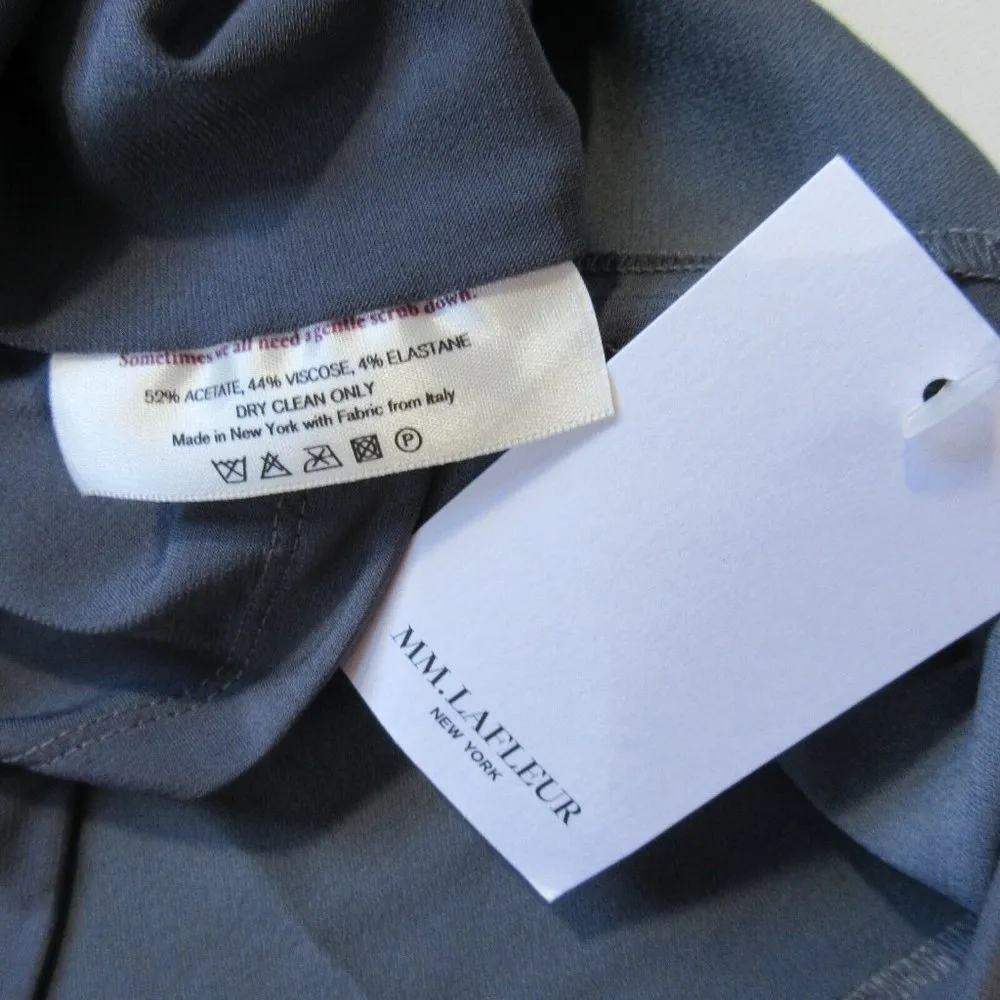 Sometimes we all need a gentle scrub down.
52% ACETATE, 44% VISCOSE, 4% ELASTANE
DRY CLEAN ONLY
Made in New York with Fabric from Italy
P
MM.LAFLEUR
NEW YORK